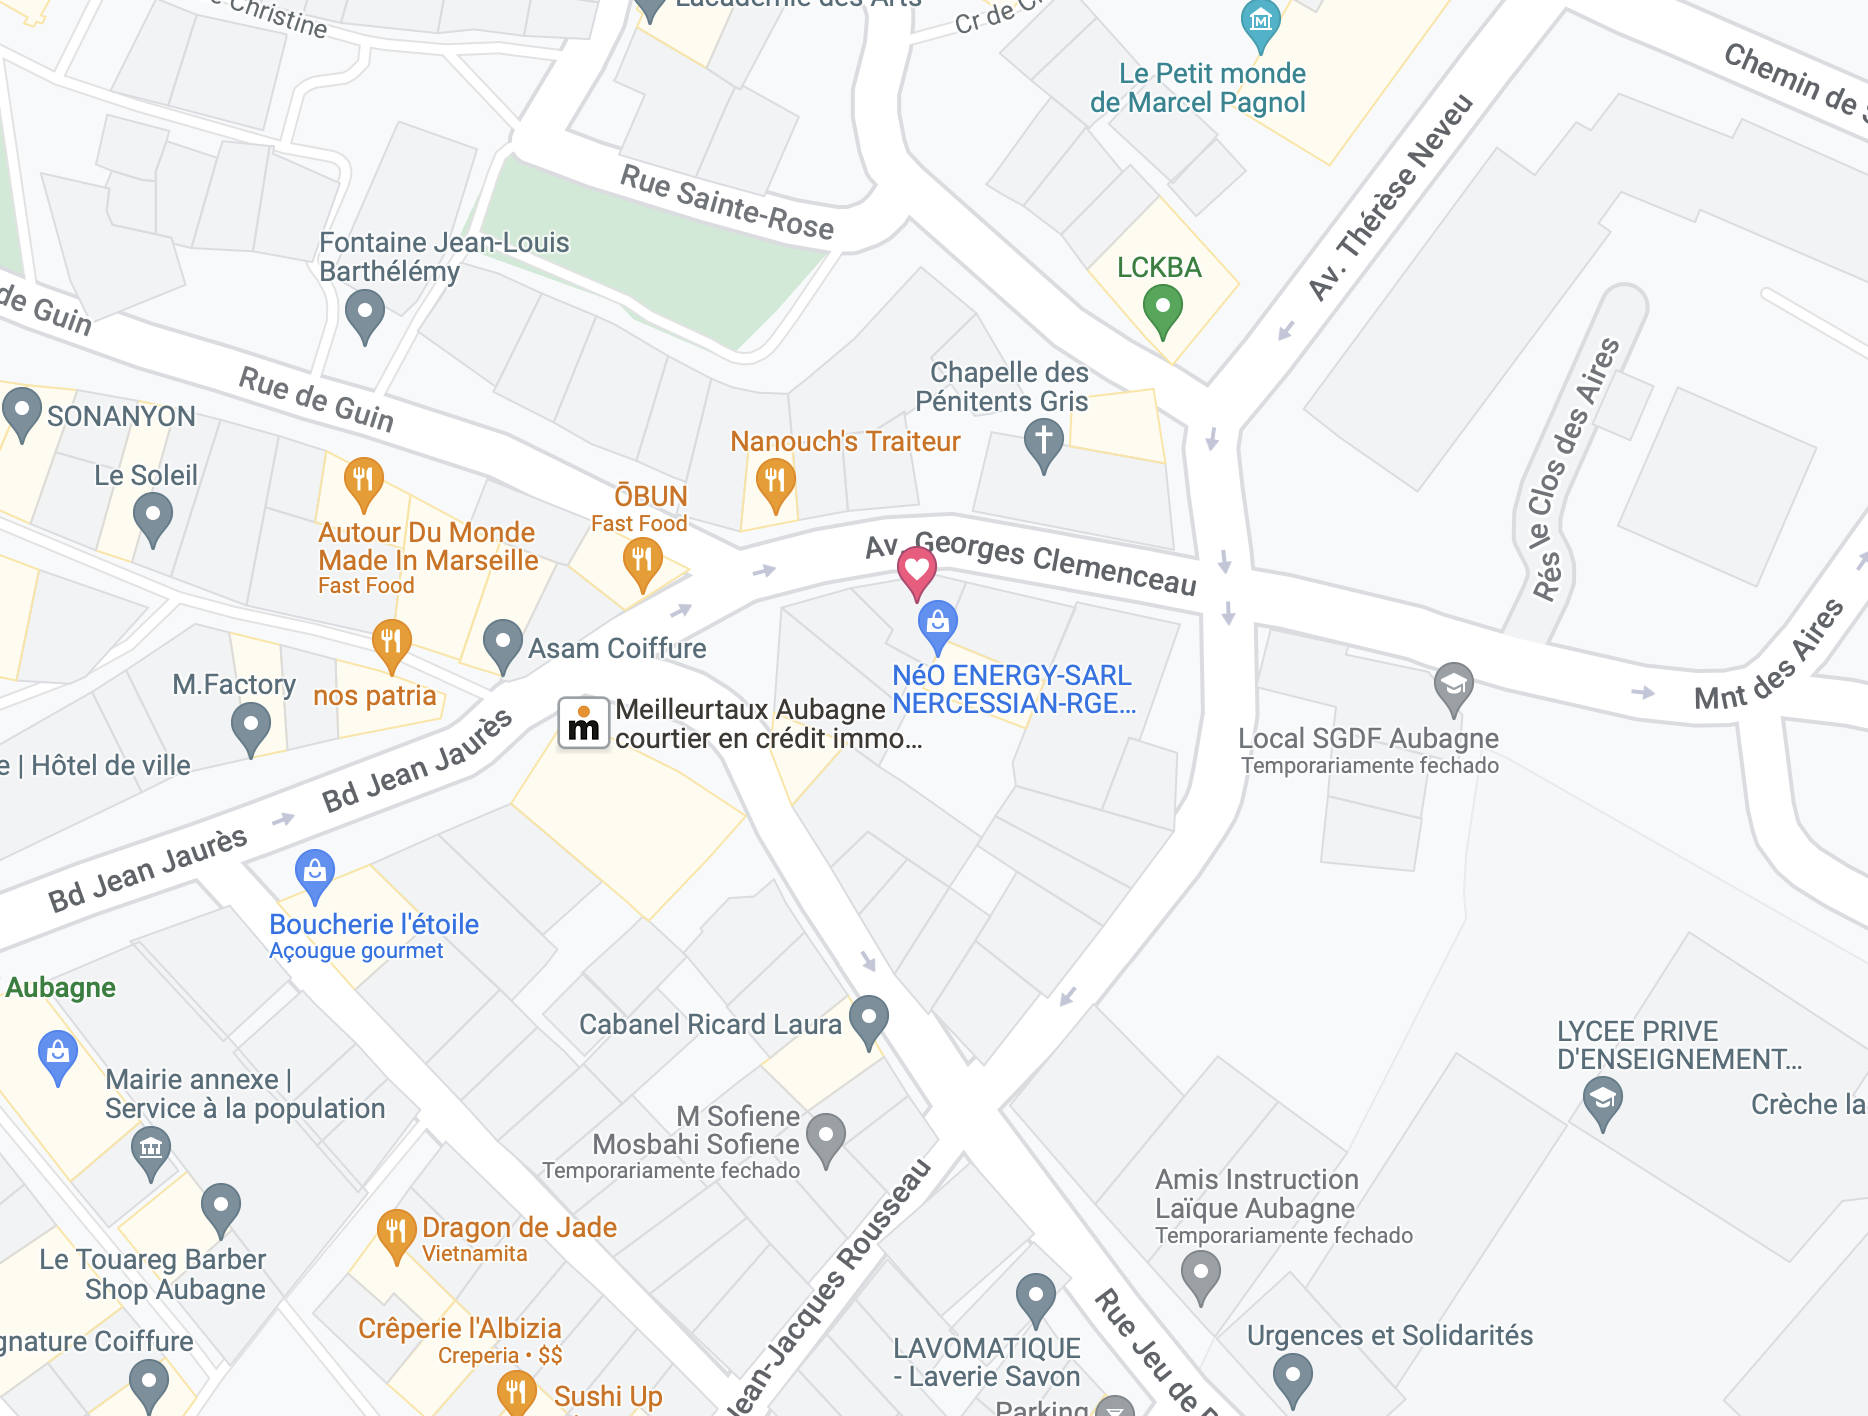 Christine
Lacadémie des Arts
Cr de
Le Petit monde
de Marcel Pagnol
Chemin de
Av. Thérèse Neveu
Rue Sainte-Rose
Fontaine Jean-Louis
Barthélémy
LCKBA
de Guin
Rue de Guin
Chapelle des
Pénitents Gris
SONANYON
Nanouch's Traiteur
Le Soleil
ŌBUN
Fast Food
Autour Du Monde
Made In Marseille
Fast Food
Av. Georges Clemenceau
Rés le Clos des Aires
Asam Coiffure
M.Factory
nos patria
NéO ENERGY-SARL
NERCESSIAN-RGE...
Mnt des Aires
m
Meilleurtaux Aubagne
courtier en crédit immo...
Local SGDF Aubagne
Temporariamente fechado
e | Hôtel de ville
Bd Jean Jaurès
Bd Jean Jaurès
Boucherie l'étoile
Açougue gourmet
Aubagne
Cabanel Ricard Laura
LYCEE PRIVE
D'ENSEIGNEMENT...
Crèche la
Mairie annexe |
Service à la population
M Sofiene
Mosbahi Sofiene
Temporariamente fechado
Amis Instruction
Laïque Aubagne
Temporariamente fechado
Dragon de Jade
Vietnamita
Le Touareg Barber
Shop Aubagne
Jean-Jacques Rousseau
Crêperie l'Albizia
Creperia • $$
gnature Coiffure
LAVOMATIQUE
- Laverie Savon
Rue Jeu de
Urgences et Solidarités
Sushi Up
Parking